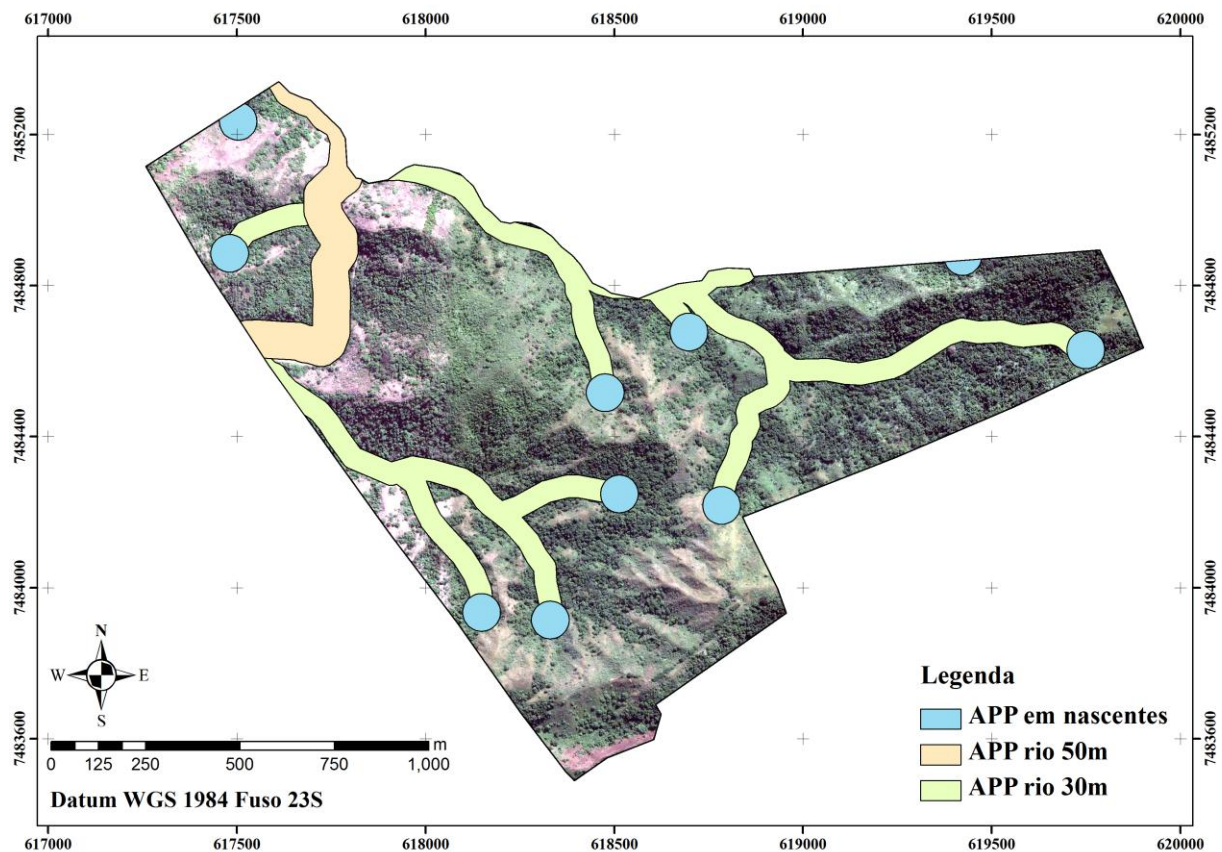 617000 617500 618000 618500 619000 619500 620000
7485200 7485200
7484800 7484800
7484400 7484400
7484000 7484000
7483600 7483600
N
W E
S
m
0 125 250 500 750 1,000
Datum WGS 1984 Fuso 23S
Legenda
APP em nascentes
APP rio 50m
APP rio 30m
617000 617500 618000 618500 619000 619500 620000